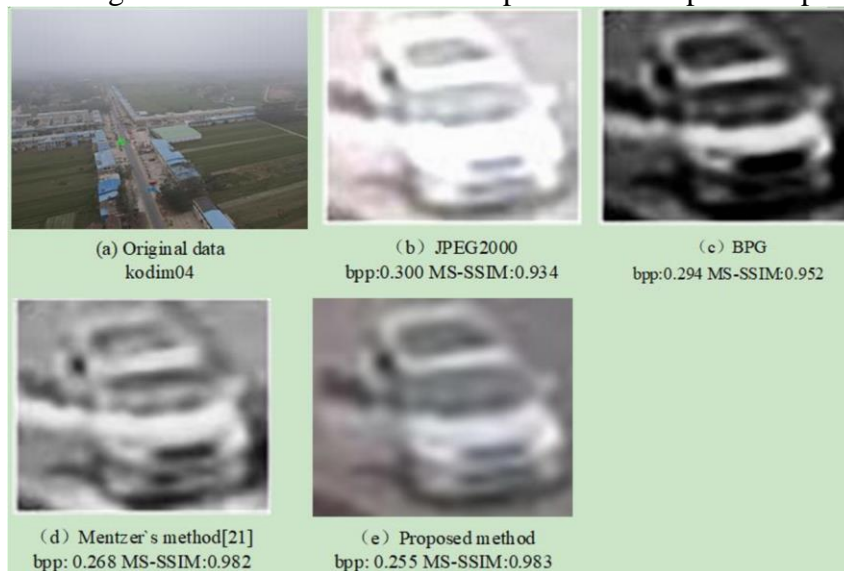 (a) Original data
kodim04
（b）JPEG2000
bpp:0.300 MS-SSIM:0.934
（c）BPG
bpp:0.294 MS-SSIM:0.952
（d）Mentzer`s method[21]
bpp: 0.268 MS-SSIM:0.982
（e）Proposed method
bpp: 0.255 MS-SSIM:0.983